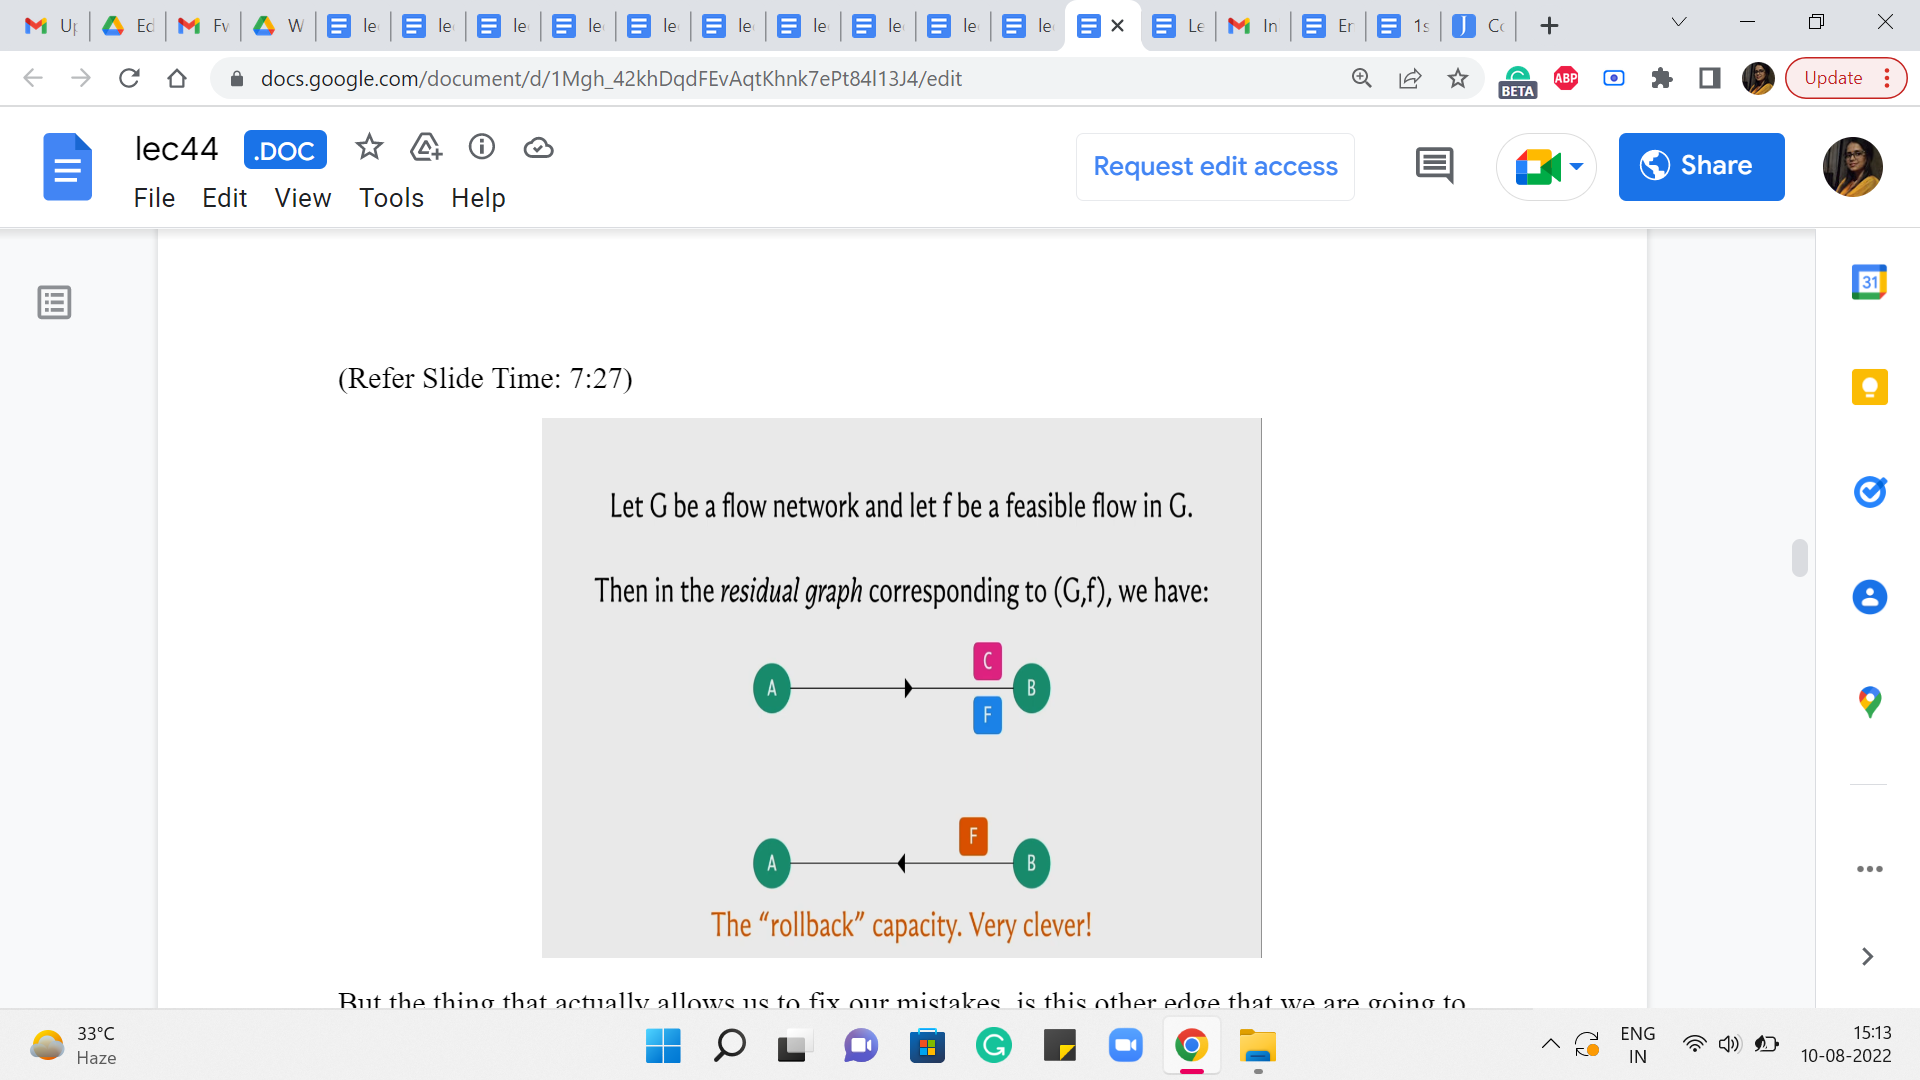 Up
Ed
Fw
W
le
le
le
le
le
le
le
le
le
le
Le
In
Er
1s
Co
docs.google.com/document/d/1Mgh_42khDqdFEvAqtKhnk7ePt84l13J4/edit
BETA
ABP
Update
lec44
.DOC
File Edit View Tools Help
Request edit access
Share
31
(Refer Slide Time: 7:27)
Let G be a flow network and let f be a feasible flow in G.
Then in the residual graph corresponding to (G,f), we have:
C
A
B
F
F
A
B
The “rollback” capacity. Very clever!
But the thing that actually allows us to fix our mistakes, is this other edge that we are going to
33°C
Haze
ENG
IN
15:13
10-08-2022